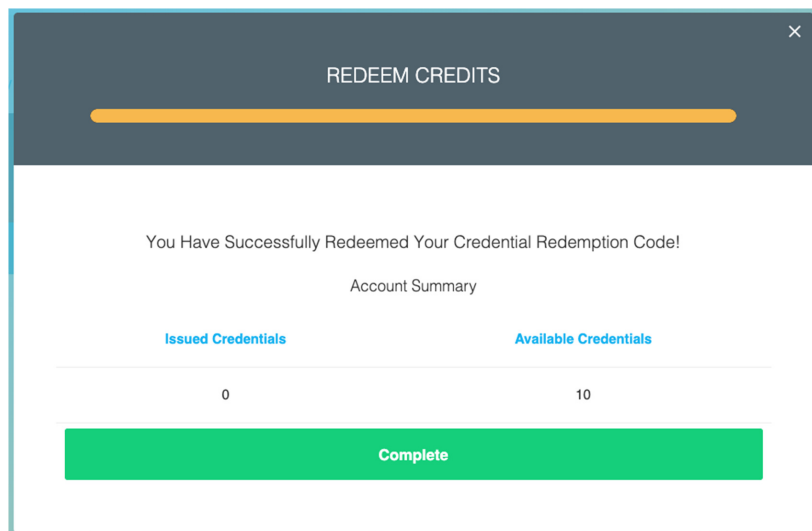 REDEEM CREDITS
You Have Successfully Redeemed Your Credential Redemption Code!
Account Summary
Issued Credentials Available Credentials
0 10
Complete